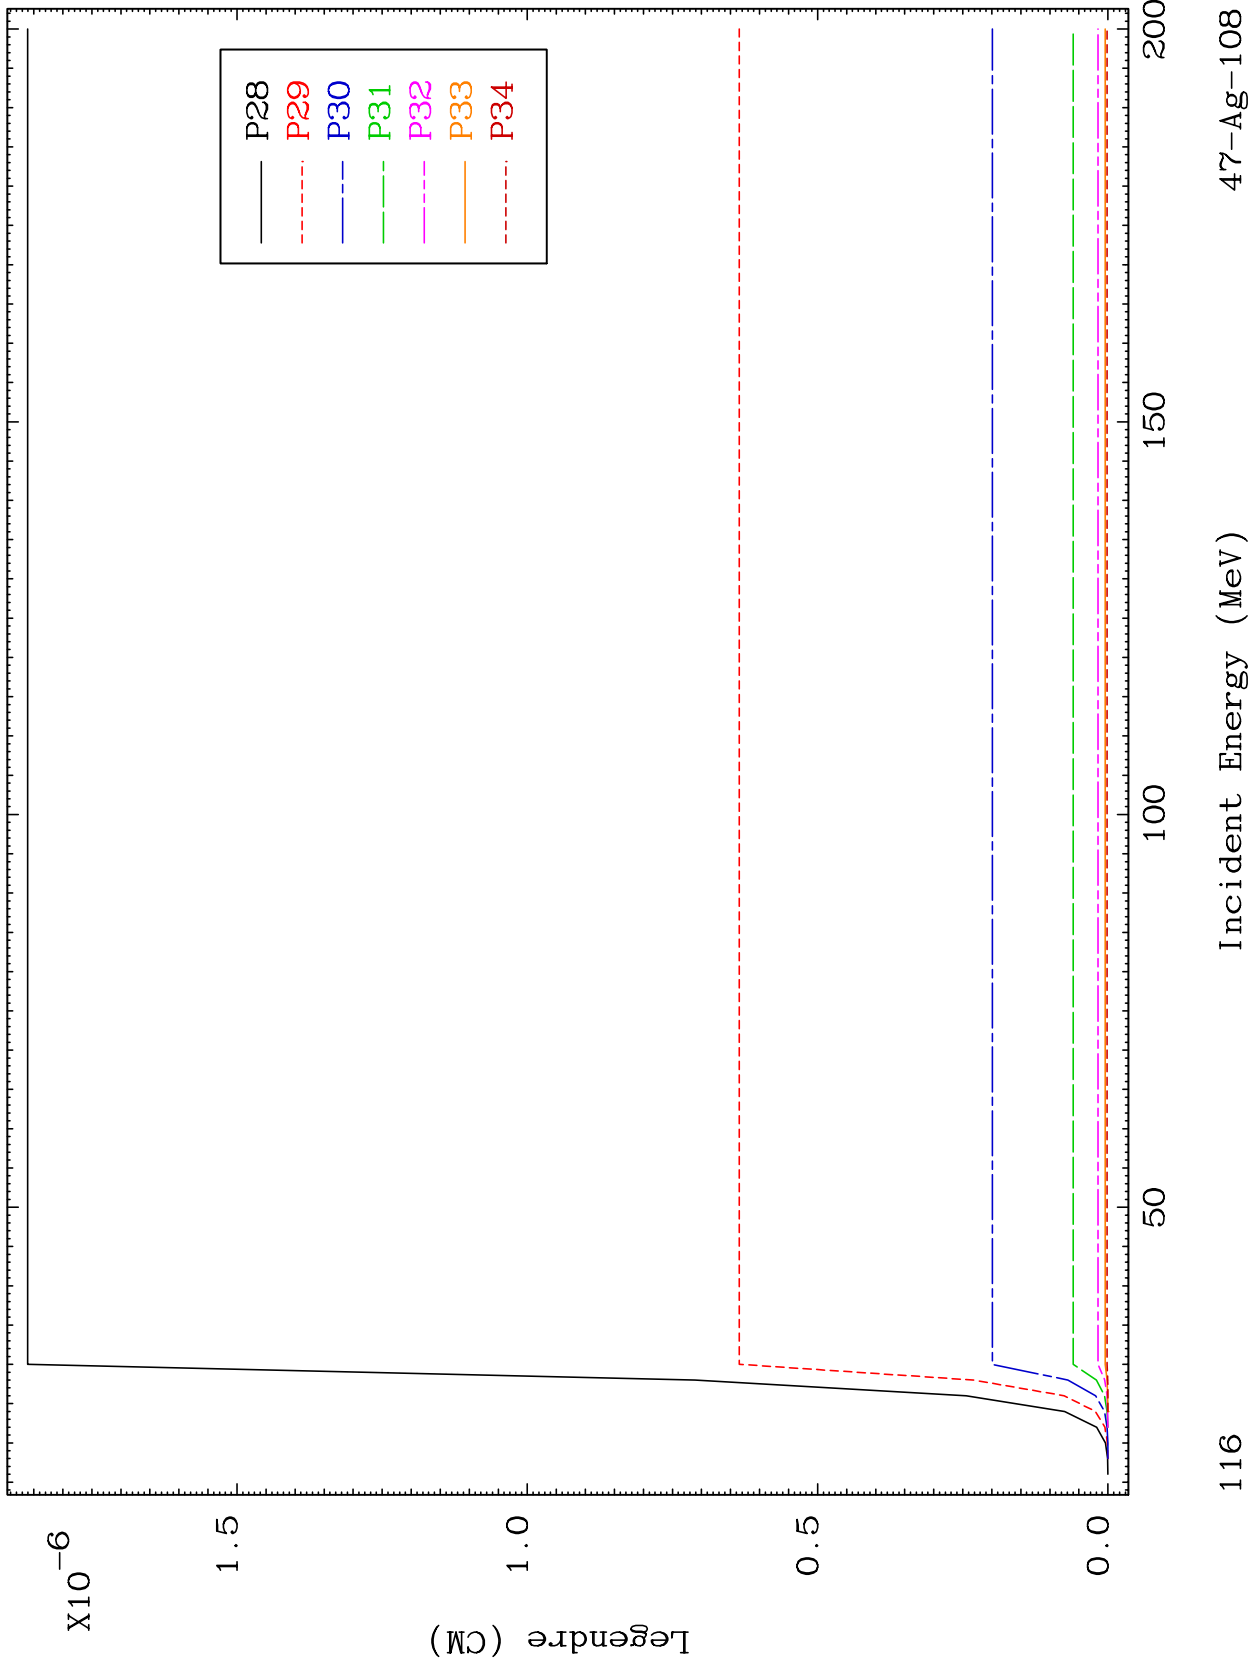 X10-6
1.5
1.0
0.5
0.0
Legendre (CM)
P28
P29
P30
P31
P32
P33
P34
50
100
150
200
Incident Energy (MeV)
116
47-Ag-108